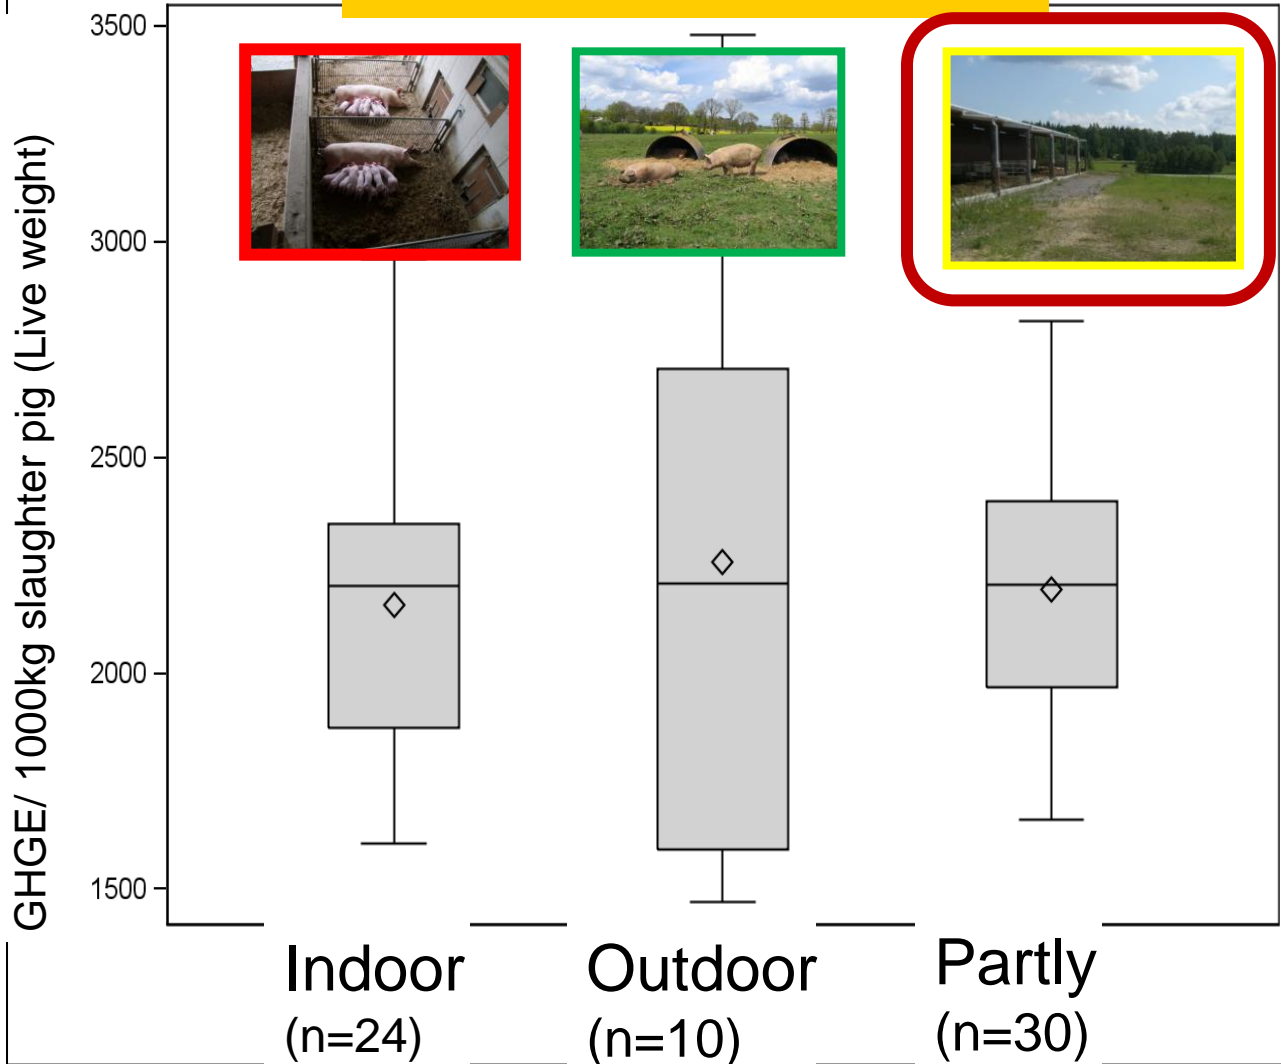 GHGE/ 1000kg slaughter pig (Live weight)
3500
3000
2500
2000
1500
Indoor
(n=24)
Outdoor
(n=10)
Partly
(n=30)